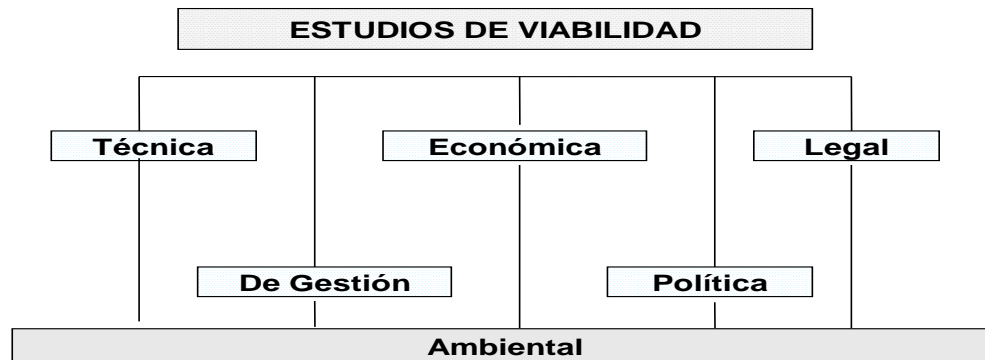 ESTUDIOS DE VIABILIDAD
Técnica
Económica
Legal
De Gestión
Política
Ambiental